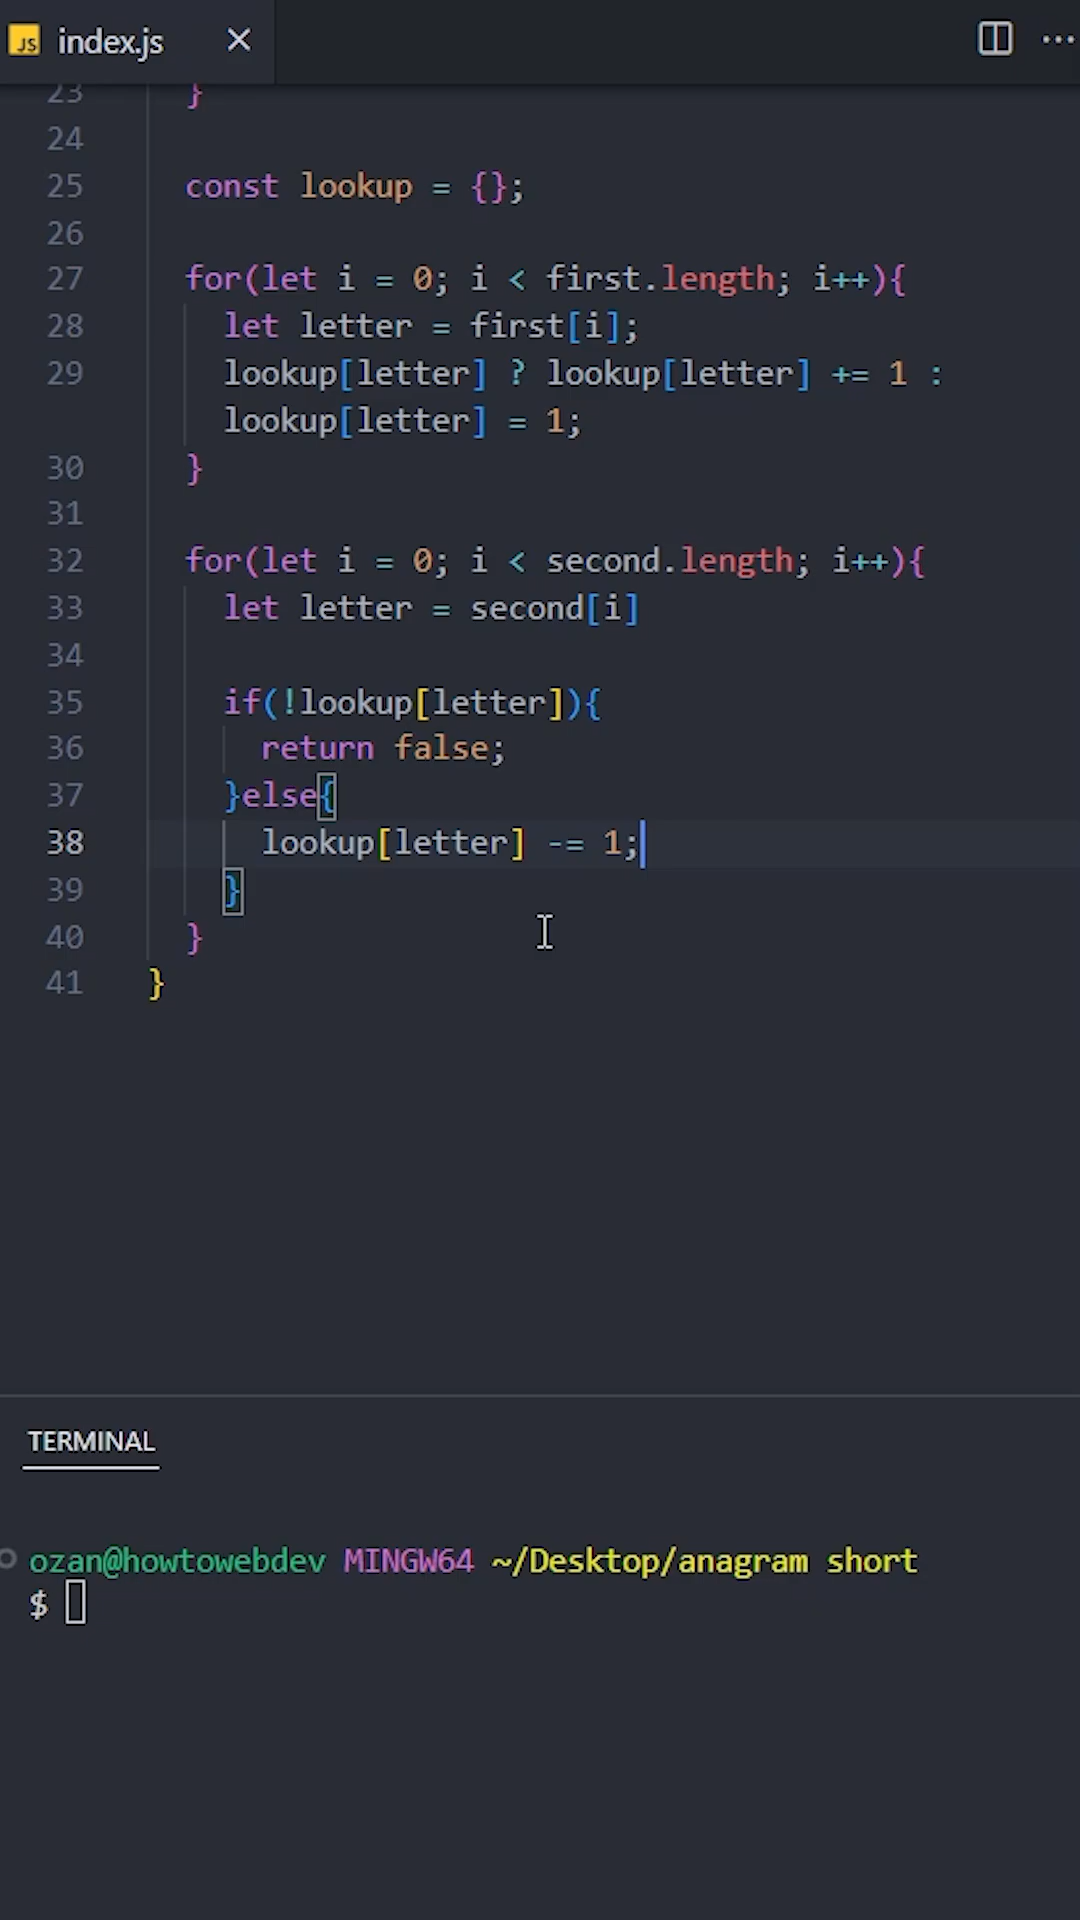 JS index.js
23 }
24
25 const lookup = {};
26
27 for(let i = 0; i < first.length; i++){
28 let letter = first[i];
29 lookup[letter] ? lookup[letter] += 1 :
lookup[letter] = 1;
30 }
31
32 for(let i = 0; i < second.length; i++){
33 let letter = second[i]
34
35 if(!lookup[letter]){
36 return false;
37 }else{
38 lookup[letter] -= 1;
39 }
40 }
41 }
TERMINAL
ozan@howtowebdev MINGW64 ~/Desktop/anagram short
$